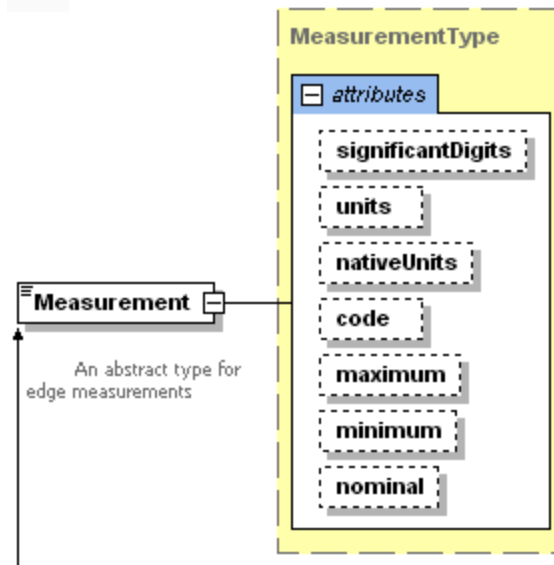 MeasurementType
attributes
significantDigits
units
nativeUnits
code
maximum
minimum
nominal
Measurement
An abstract type for
edge measurements